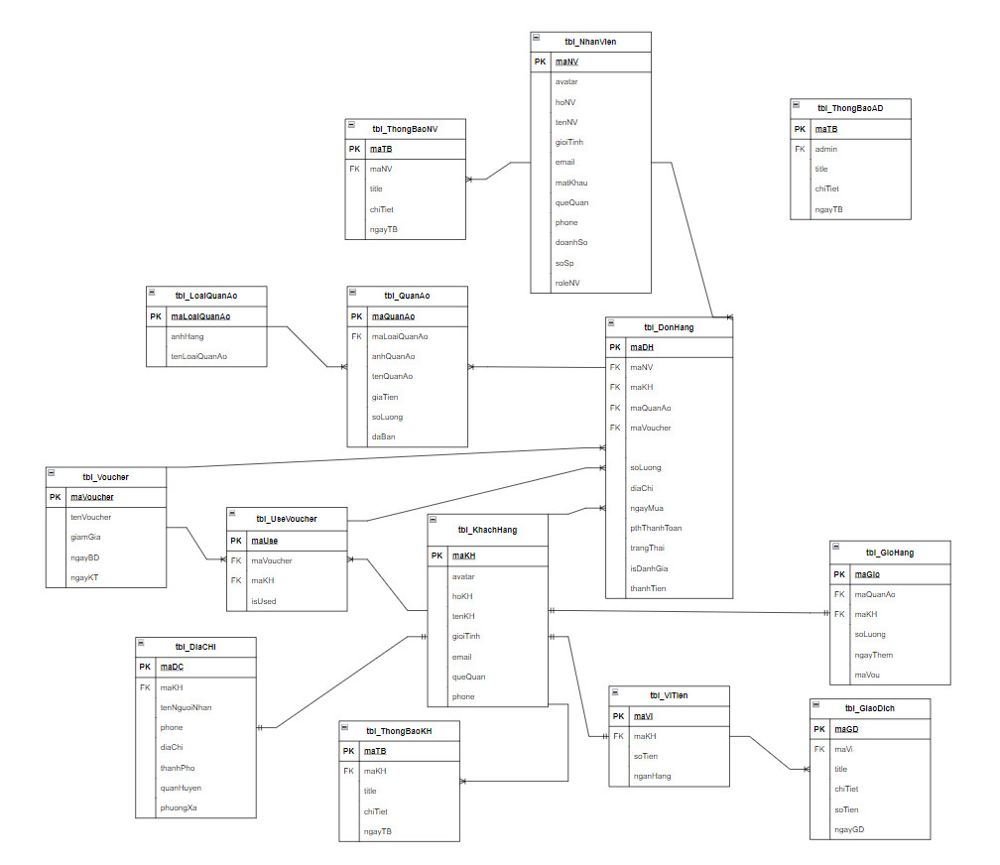 tbl_NhanVien
PK maNV
avatar
hoNV
tenNV
gioiTinh
email
matKhau
queQuan
phone
doanhSo
soSp
roleNV
tbl_ThongBaoAD
PK maTB
FK admin
title
chiTiet
ngayTB
tbl_ThongBaoNV
PK maTB
FK maNV
title
chiTiet
ngayTB
tbl_LoaiQuanAo
PK maLoaiQuanAo
anhHang
tenLoaiQuanAo
tbl_QuanAo
PK maQuanAo
FK maLoaiQuanAo
anhQuanAo
tenQuanAo
giaTien
soLuong
daBan
tbl_DonHang
PK maDH
FK maNV
FK maKH
FK maQuanAo
FK maVoucher
soLuong
diaChi
ngayMua
pthThanhToan
trangThai
isDanhGia
thanhTien
tbl_Voucher
PK maVoucher
tenVoucher
giamGia
ngayBD
ngayKT
tbl_UseVoucher
PK maUse
FK maVoucher
FK maKH
isUsed
tbl_KhachHang
PK maKH
avatar
hoKH
tenKH
gioiTinh
email
queQuan
phone
tbl_GioHang
PK maGio
FK maQuanAo
FK maKH
soLuong
ngayThem
maVou
tbl_DiaCHi
PK maDC
FK maKH
tenNguoiNhan
phone
diaChi
thanhPho
quanHuyen
phuongXa
tbl_ThongBaoKH
PK maTB
FK maKH
title
chiTiet
ngayTB
tbl_ViTien
PK maVi
FK maKH
soTien
nganHang
tbl_GiaoDich
PK maGD
FK maVi
title
chiTiet
soTien
ngayGD